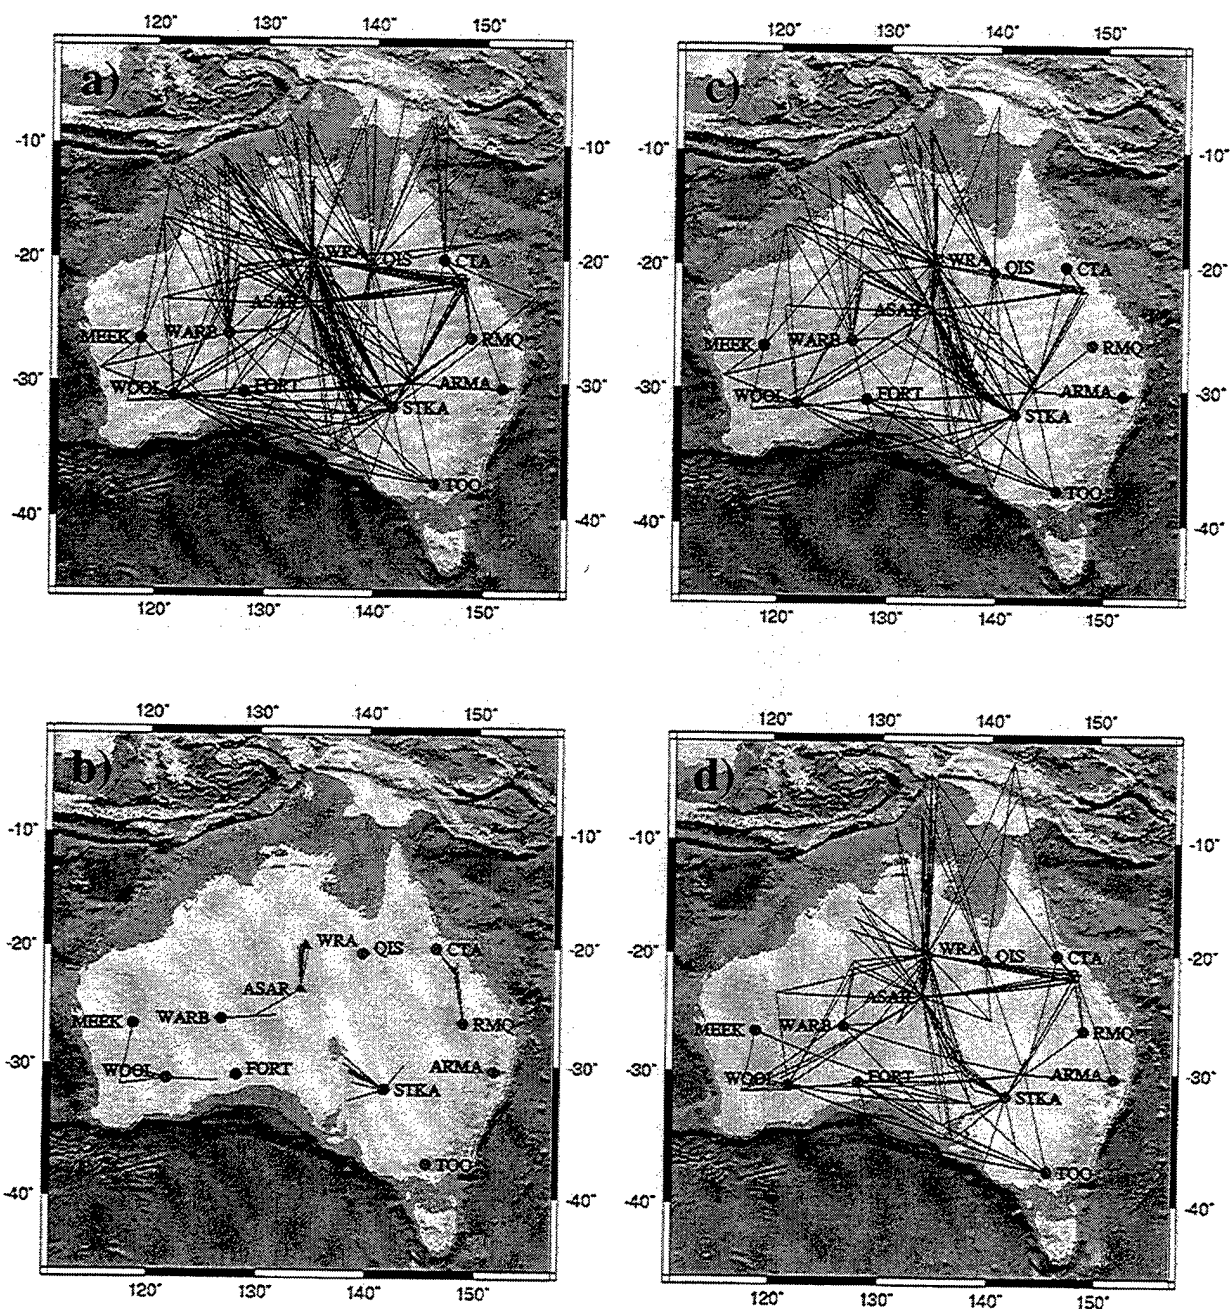 120° 130° 140° 150°
a)
-10° -10°
-20° -20°
-30° -30°
-40° -40°
WRA QIS CTA
ASAR
MEEK WARB RMQ
WOOL FORT ARMA
STKA
TOO
120° 130° 140° 150°
120° 130° 140° 150°
c)
-10° -10°
-20° -20°
-30° -30°
-40° -40°
WRA QIS CTA
ASAR
MEEK WARB RMQ
WOOL FORT ARMA
STKA
TOO
120° 130° 140° 150°
120° 130° 140° 150°
b)
-10° -10°
-20° -20°
-30° -30°
-40° -40°
WRA QIS CTA
ASAR
MEEK WARB RMQ
WOOL FORT ARMA
STKA
TOO
120° 130° 140° 150°
120° 130° 140° 150°
d)
-10° -10°
-20° -20°
-30° -30°
-40° -40°
WRA QIS CTA
ASAR
MEEK WARB RMQ
WOOL FORT ARMA
STKA
TOO
120° 130° 140° 150°